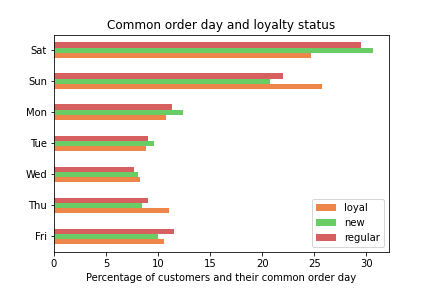 Common order day and loyalty status
Sat
Sun
Mon
Tue
Wed
Thu
Fri
loyal
new
regular
0 5 10 15 20 25 30
Percentage of customers and their common order day